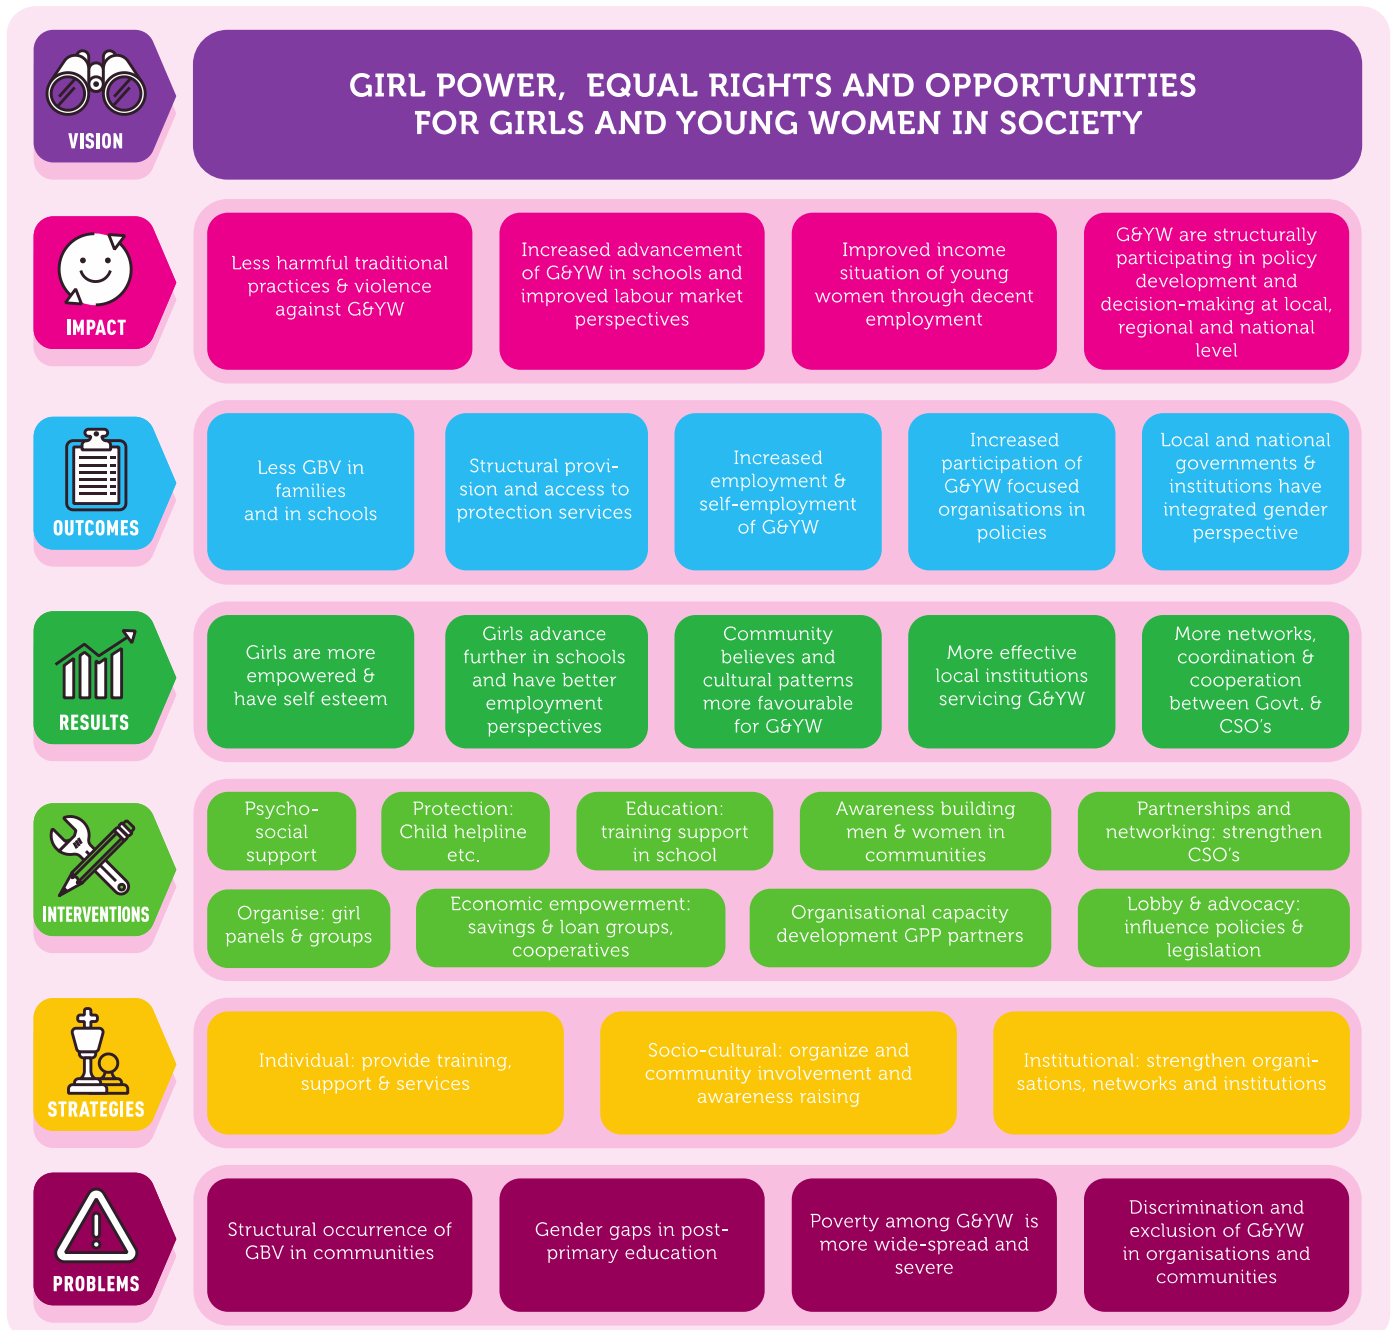 VISION
GIRL POWER, EQUAL RIGHTS AND OPPORTUNITIES
FOR GIRLS AND YOUNG WOMEN IN SOCIETY
IMPACT
Less harmful traditional
practices & violence
against G&YW
Increased advancement
of G&YW in schools and
improved labour market
perspectives
Improved income
situation of young
women through decent
employment
G&YW are structurally
participating in policy
development and
decision-making at local,
regional and national
level
OUTCOMES
Less GBV in
families
and in schools
Structural provi-
sion and access to
protection services
Increased
employment &
self-employment
of G&YW
Increased
participation of
G&YW focused
organisations in
policies
Local and national
governments &
institutions have
integrated gender
perspective
RESULTS
Girls are more
empowered &
have self esteem
Girls advance
further in schools
and have better
employment
perspectives
Community
believes and
cultural patterns
more favourable
for G&YW
More effective
local institutions
servicing G&YW
More networks,
coordination &
cooperation
between Govt. &
CSO's
INTERVENTIONS
Psycho-
social
support
Protection:
Child helpline
etc.
Education:
training support
in school
Awareness building
men & women in
communities
Partnerships and
networking: strengthen
CSO's
Organise: girl
panels & groups
Economic empowerment:
savings & loan groups,
cooperatives
Organisational capacity
development GPP partners
Lobby & advocacy:
influence policies &
legislation
STRATEGIES
Individual: provide training,
support & services
Socio-cultural: organize and
community involvement and
awareness raising
Institutional: strengthen organi-
sations, networks and institutions
PROBLEMS
Structural occurrence of
GBV in communities
Gender gaps in post-
primary education
Poverty among G&YW is
more wide-spread and
severe
Discrimination and
exclusion of G&YW
in organisations and
communities